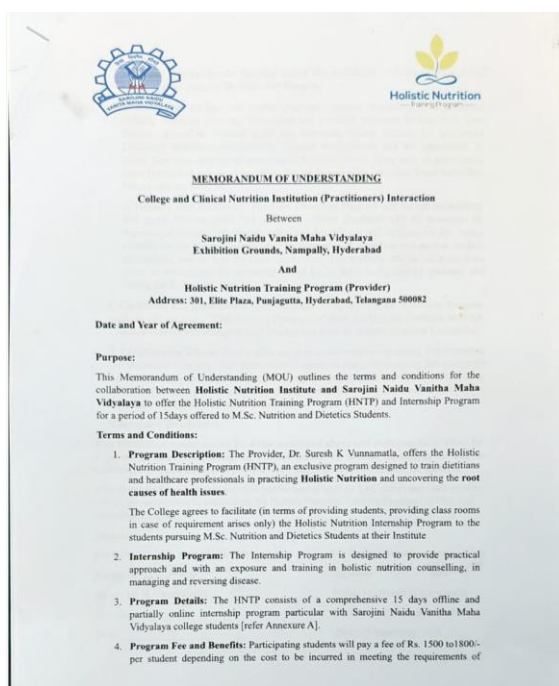 SAROJINI NAIDU
VANITA MAHA VIDYALAYA
Holistic Nutrition
Training Program
MEMORANDUM OF UNDERSTANDING
College and Clinical Nutrition Institution (Practitioners) Interaction
Between
Sarojini Naidu Vanita Maha Vidyalaya
Exhibition Grounds, Nampally, Hyderabad
And
Holistic Nutrition Training Program (Provider)
Address: 301, Elite Plaza, Punjagutta, Hyderabad, Telangana 500082
Date and Year of Agreement:
Purpose:
This Memorandum of Understanding (MOU) outlines the terms and conditions for the
collaboration between Holistic Nutrition Institute and Sarojini Naidu Vanitha Maha
Vidyalaya to offer the Holistic Nutrition Training Program (HNTP) and Internship Program
for a period of 15days offered to M.Sc. Nutrition and Dietetics Students.
Terms and Conditions:
1. Program Description: The Provider, Dr. Suresh K Vunnamatla, offers the Holistic
Nutrition Training Program (HNTP), an exclusive program designed to train dietitians
and healthcare professionals in practicing Holistic Nutrition and uncovering the root
causes of health issues.
The College agrees to facilitate (in terms of providing students, providing class rooms
in case of requirement arises only) the Holistic Nutrition Internship Program to the
students pursuing M.Sc. Nutrition and Dietetics Students at their Institute
2. Internship Program: The Internship Program is designed to provide practical
approach and with an exposure and training in holistic nutrition counselling, in
managing and reversing disease.
3. Program Details: The HNTP consists of a comprehensive 15 days offline and
partially online internship program particular with Sarojini Naidu Vanitha Maha
Vidyalaya college students [refer Annexure A].
4. Program Fee and Benefits: Participating students will pay a fee of Rs. 1500 to1800/-
per student depending on the cost to be incurred in meeting the requirements of